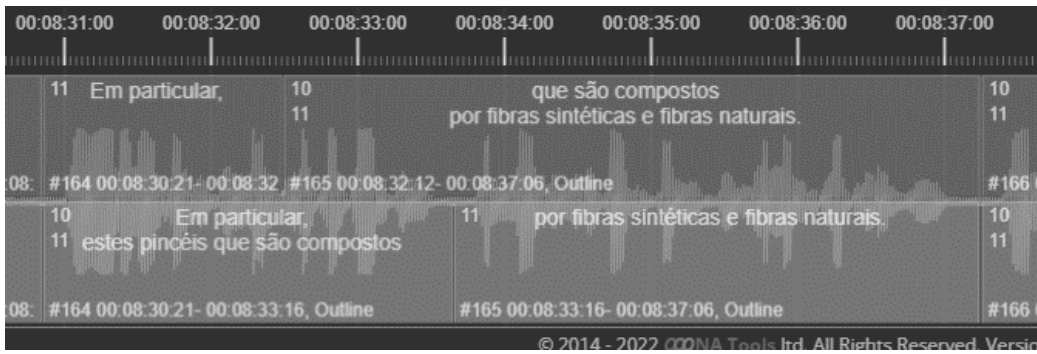 00:08:31:00 00:08:32:00 00:08:33:00 00:08:34:00 00:08:35:00 00:08:36:00 00:08:37:00
11 Em particular,
10 que são compostos
11 por fibras sintéticas e fibras naturais.
10
11
:08: #164 00:08:30:21- 00:08:32 #165 00:08:32:12- 00:08:37:06, Outline #166
10 Em particular,
11 estes pincéis que são compostos
11 por fibras sintéticas e fibras naturais.
10
11
:08: #164 00:08:30:21- 00:08:33:16, Outline #165 00:08:33:16- 00:08:37:06, Outline #166
© 2014 - 2022 OOONA Tools ltd. All Rights Reserved. Versio